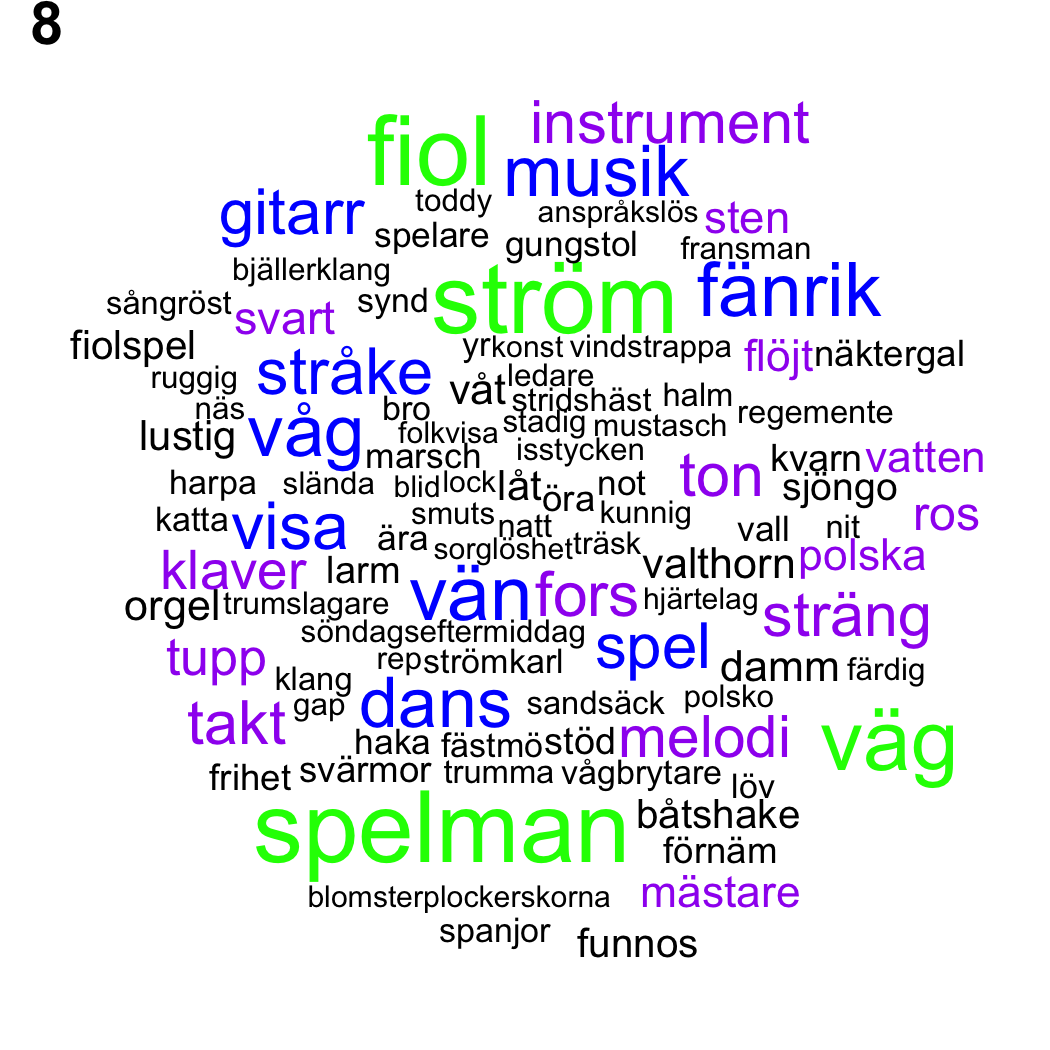 8
instrument
fiol
musik
toddy
gitarr
anspråkslös
sten
spelare
gungstol
fransman
bjällerklang
ström
fänrik
sångröst
synd
svart
fiolspel
yr
konst
vindstrappa
flöjt
näktergal
ruggig
stråke
ledare
våt
stridshäst
halm
näs
bro
regemente
lustig
våg
folkvisa
stadig
mustasch
marsch
isstycken
ton
kvarn
vatten
harpa
slända
blid
lock
låt
öra
not
sjöngo
katta
visa
smuts
natt
kunnig
vall
nit
ros
ära
sorglöshet
träsk
klaver
larm
valthorn
polska
orgel
trumslagare
vän
fors
hjärtelag
sträng
söndagseftermiddag
spel
tupp
rep
strömkarl
damm
färdig
klang
gap
dans
sandsäck
polsko
takt
haka
fästmö
stöd
melodi
väg
frihet
svärmor
trumma
vågbrytare
löv
spelman
båtshake
förnäm
blomsterplockerskorna
mästare
spanjor
funnos